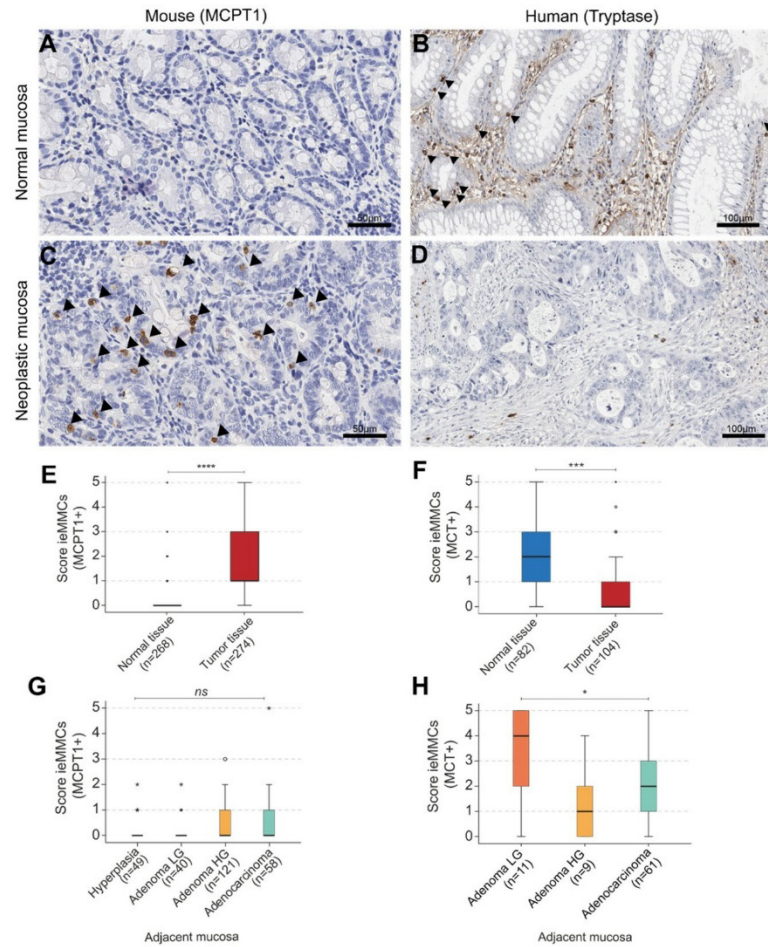 Mouse (MCPT1)
Human (Tryptase)
Normal mucosa
A
50µm
B
100µm
Neoplastic mucosa
C
50µm
D
100µm
E
****
Score ieMMCs
(MCPT1+)
5
4
3
2
1
0
Normal tissue
(n=268)
Tumor tissue
(n=274)
F
***
Score ieMMCs
(MCT+)
5
4
3
2
1
0
Normal tissue
(n=82)
Tumor tissue
(n=104)
G
ns
Score ieMMCs
(MCPT1+)
5
4
3
2
1
0
Hyperplasia
(n=49)
Adenoma LG
(n=40)
Adenoma HG
(n=121)
Adenocarcinoma
(n=58)
Adjacent mucosa
H
*
Score ieMMCs
(MCT+)
5
4
3
2
1
0
Adenoma LG
(n=11)
Adenoma HG
(n=9)
Adenocarcinoma
(n=61)
Adjacent mucosa